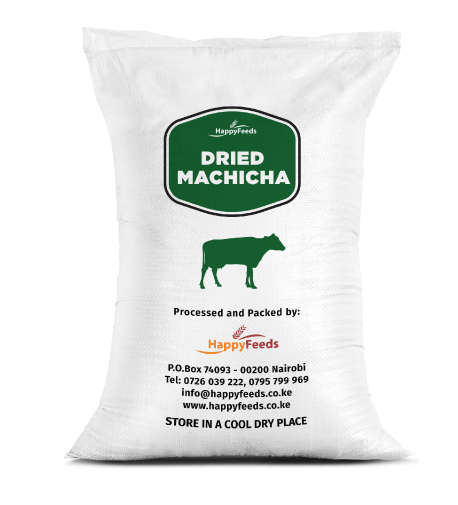 HappyFeeds
DRIED
MACHICHA
Processed and Packed by:
HappyFeeds
P.O.Box 74093 - 00200 Nairobi
Tel: 0726 039 222, 0795 799 969
info@happyfeeds.co.ke
www.happyfeeds.co.ke
STORE IN A COOL DRY PLACE